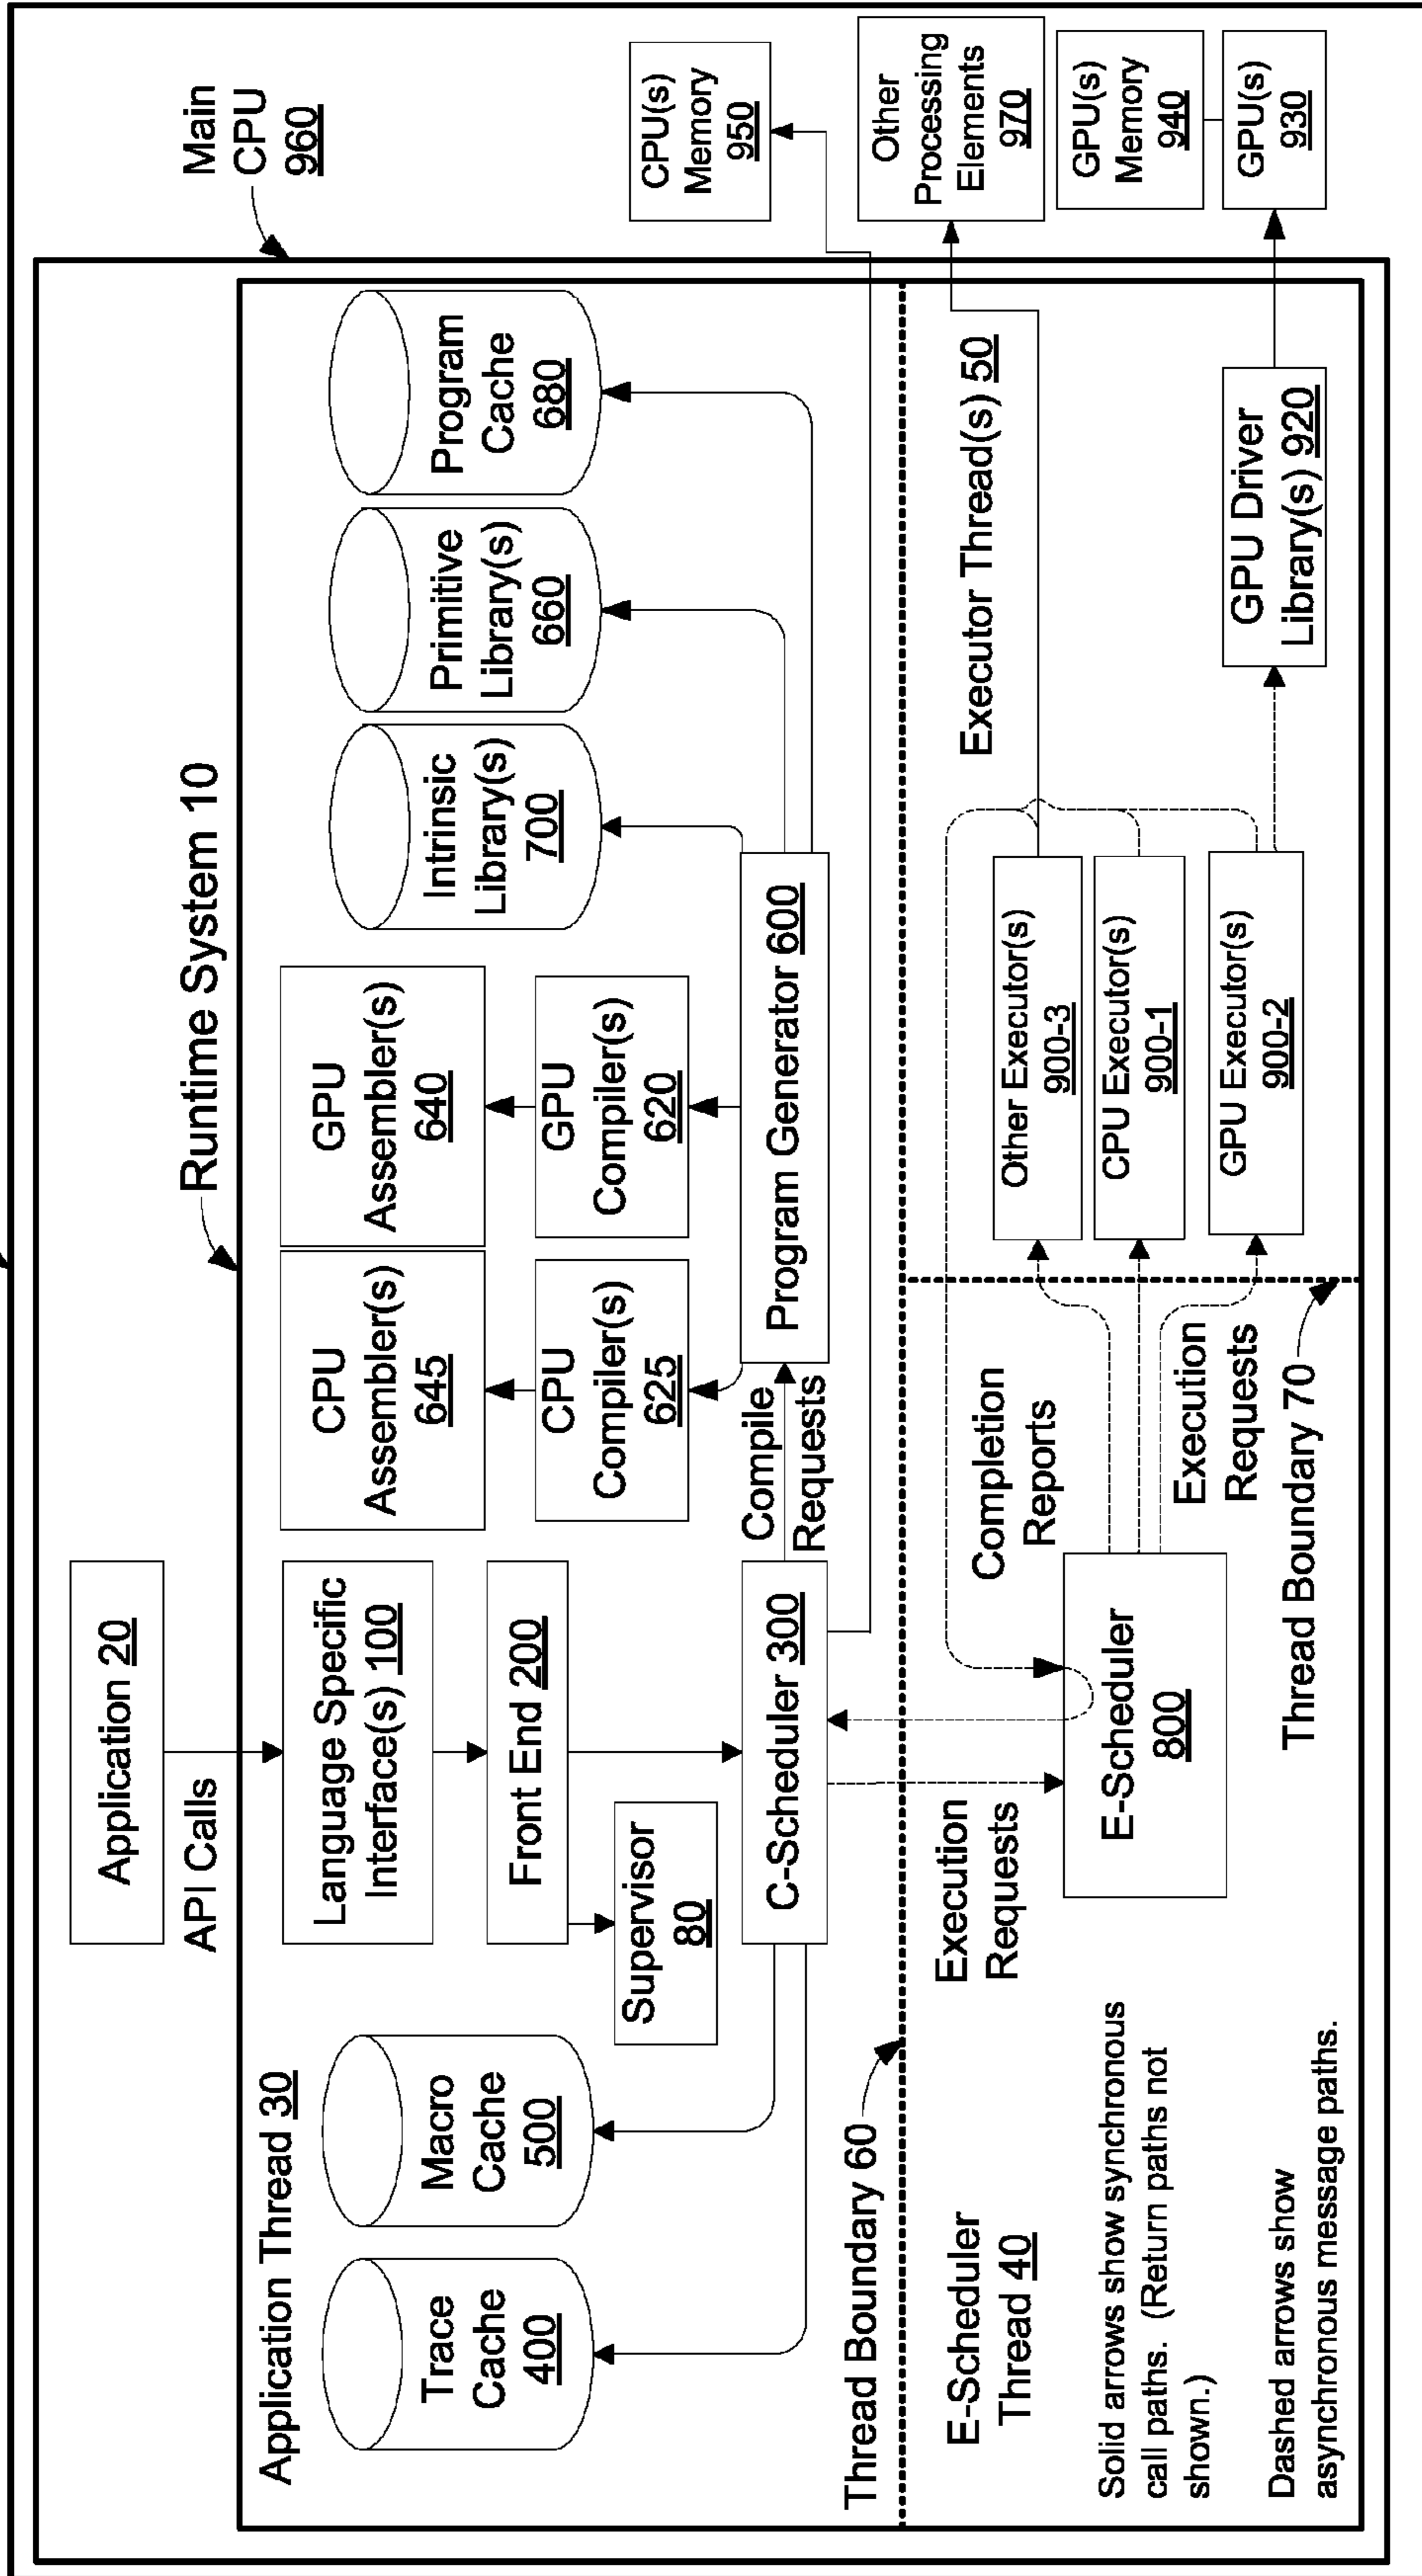 Main
CPU
960
Runtime System 10
Application 20
API Calls
Application Thread 30
Language Specific
Interface(s) 100
Front End 200
Supervisor
80
C-Scheduler 300
Trace
Cache
400
Macro
Cache
500
CPU
Assembler(s)
645
GPU
Assembler(s)
640
CPU
Compiler(s)
625
GPU
Compiler(s)
620
Intrinsic
Library(s)
700
Primitive
Library(s)
660
Program
Cache
680
Compile
Requests
Program Generator 600
CPU(s)
Memory
950
Thread Boundary 60
E-Scheduler
Thread 40
Execution
Requests
E-Scheduler
800
Completion
Reports
Execution
Requests
Thread Boundary 70
Executor Thread(s) 50
Other Executor(s)
900-3
CPU Executor(s)
900-1
GPU Executor(s)
900-2
GPU Driver
Library(s) 920
Other
Processing
Elements
970
GPU(s)
Memory
940
GPU(s)
930
Solid arrows show synchronous
call paths. (Return paths not
shown.)
Dashed arrows show
asynchronous message paths.